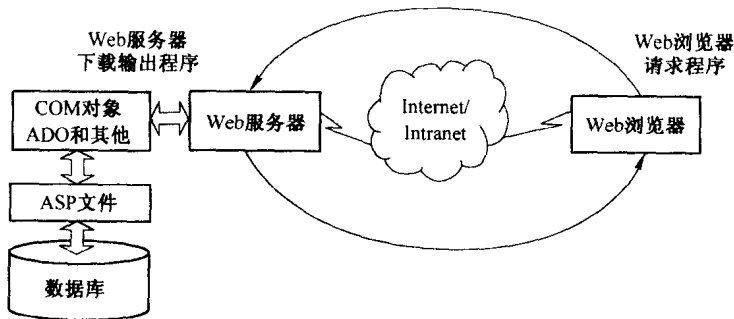 Web服务器
下载输出程序
Web浏览器
请求程序
COM对象
ADO和其他
Web服务器
Internet/
Intranet
Web浏览器
ASP文件
数据库